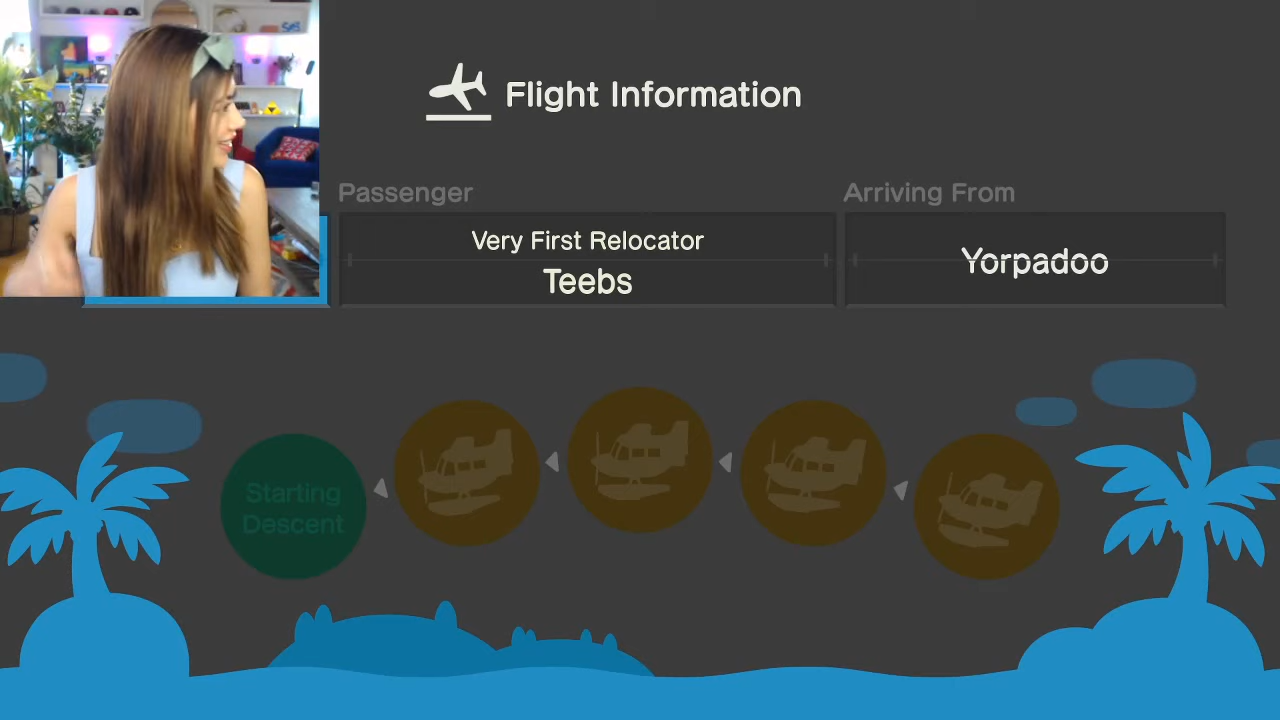 Flight Information
Passenger
Arriving From
Very First Relocator
Teebs
Yorpadoo
Starting
Descent